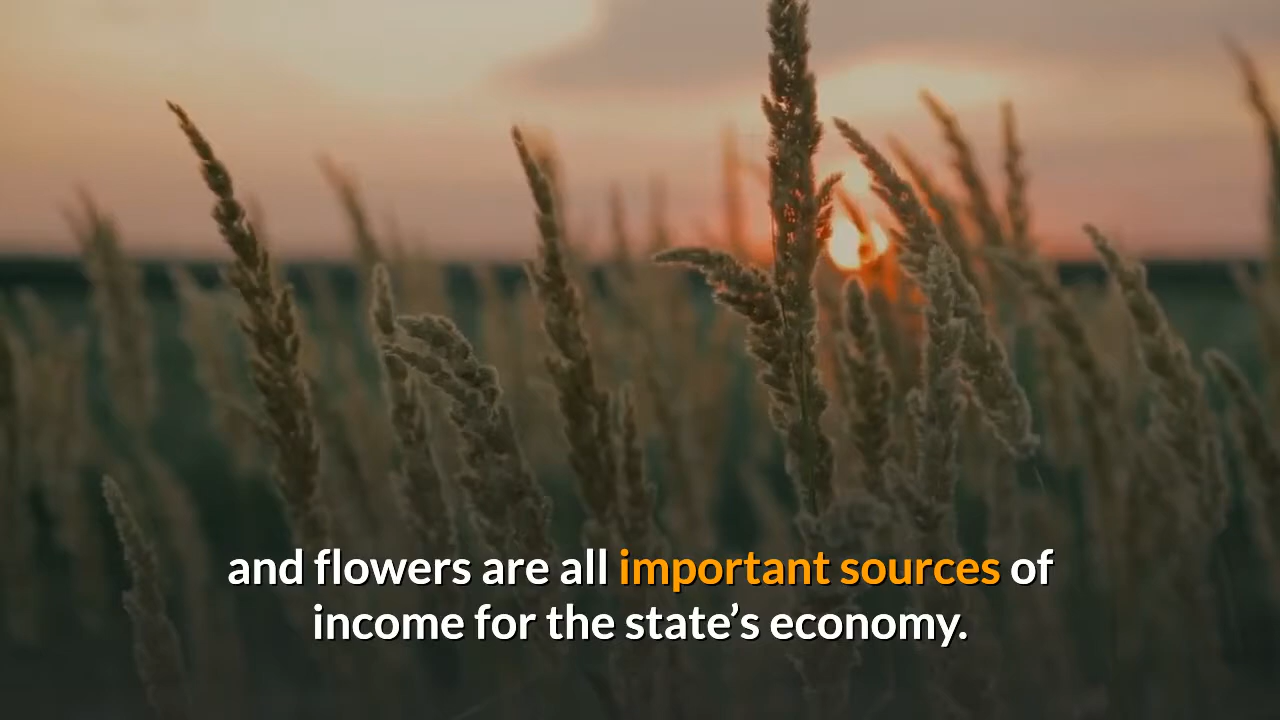 and flowers are all important sources of
income for the state’s economy.